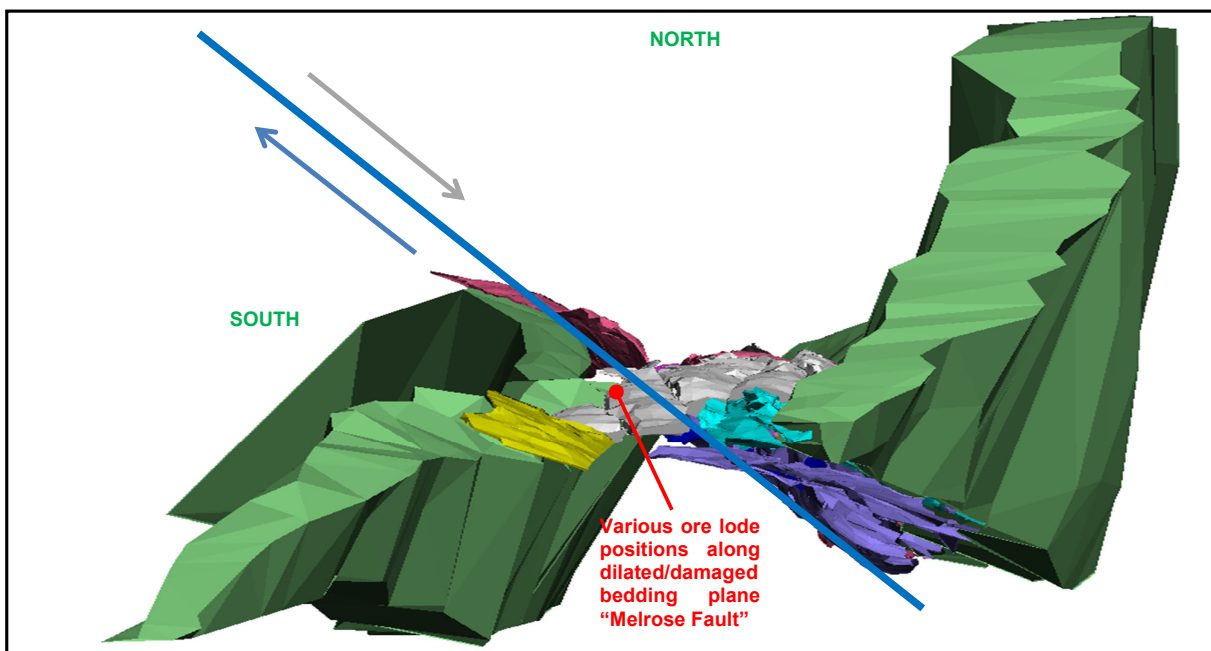 NORTH
SOUTH
Various ore lode
positions along
dilated/damaged
bedding plane
“Melrose Fault”